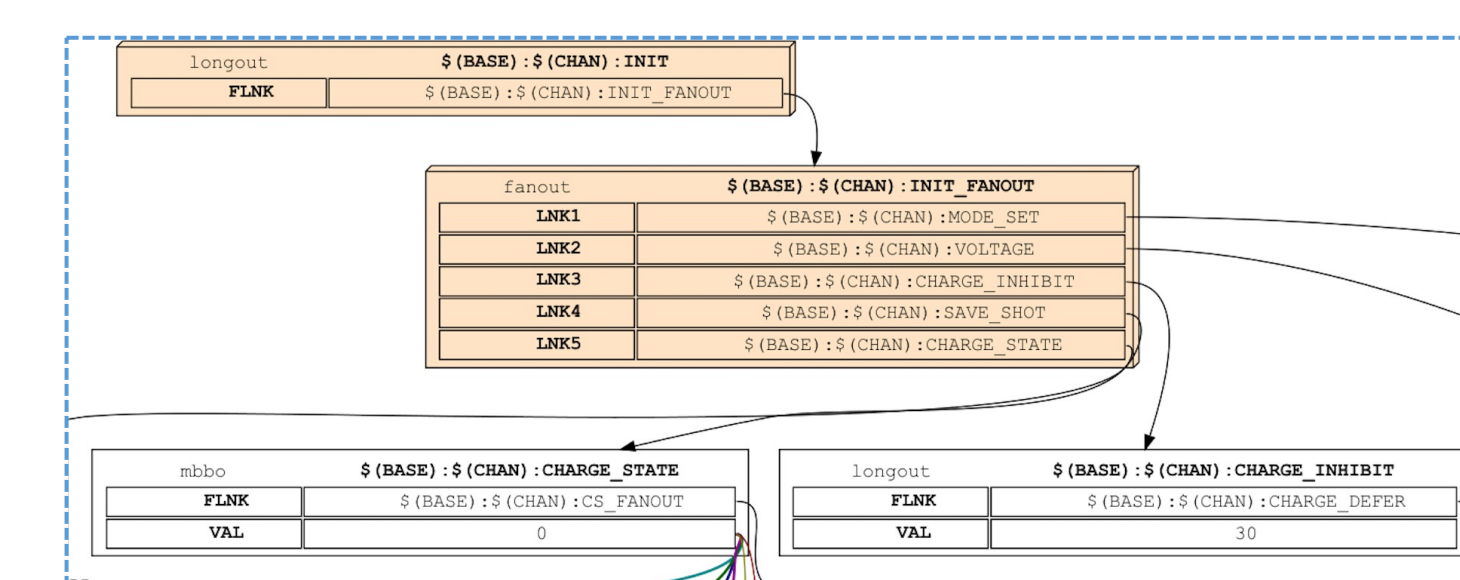 longout $(BASE):$(CHAN):INIT
FLNK $(BASE):$(CHAN):INIT_FANOUT
fanout $(BASE):$(CHAN):INIT_FANOUT
LNK1 $(BASE):$(CHAN):MODE_SET
LNK2 $(BASE):$(CHAN):VOLTAGE
LNK3 $(BASE):$(CHAN):CHARGE_INHIBIT
LNK4 $(BASE):$(CHAN):SAVE_SHOT
LNK5 $(BASE):$(CHAN):CHARGE_STATE
mbbo $(BASE):$(CHAN):CHARGE_STATE
FLNK $(BASE):$(CHAN):CS_FANOUT
VAL 0
longout $(BASE):$(CHAN):CHARGE_INHIBIT
FLNK $(BASE):$(CHAN):CHARGE_DEFER
VAL 30